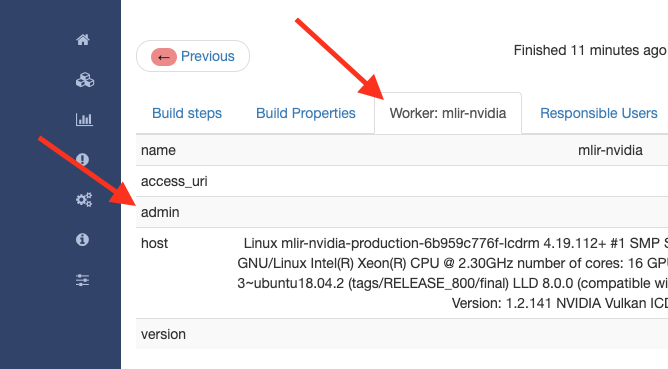 ← Previous
Finished 11 minutes ago
Build steps
Build Properties
Worker: mlir-nvidia
Responsible Users
name mlir-nvidia
access_uri
admin
host Linux mlir-nvidia-production-6b959c776f-lcdrm 4.19.112+ #1 SMP S
GNU/Linux Intel(R) Xeon(R) CPU @ 2.30GHz number of cores: 16 GPU
3~ubuntu18.04.2 (tags/RELEASE_800/final) LLD 8.0.0 (compatible wi
Version: 1.2.141 NVIDIA Vulkan ICD
version